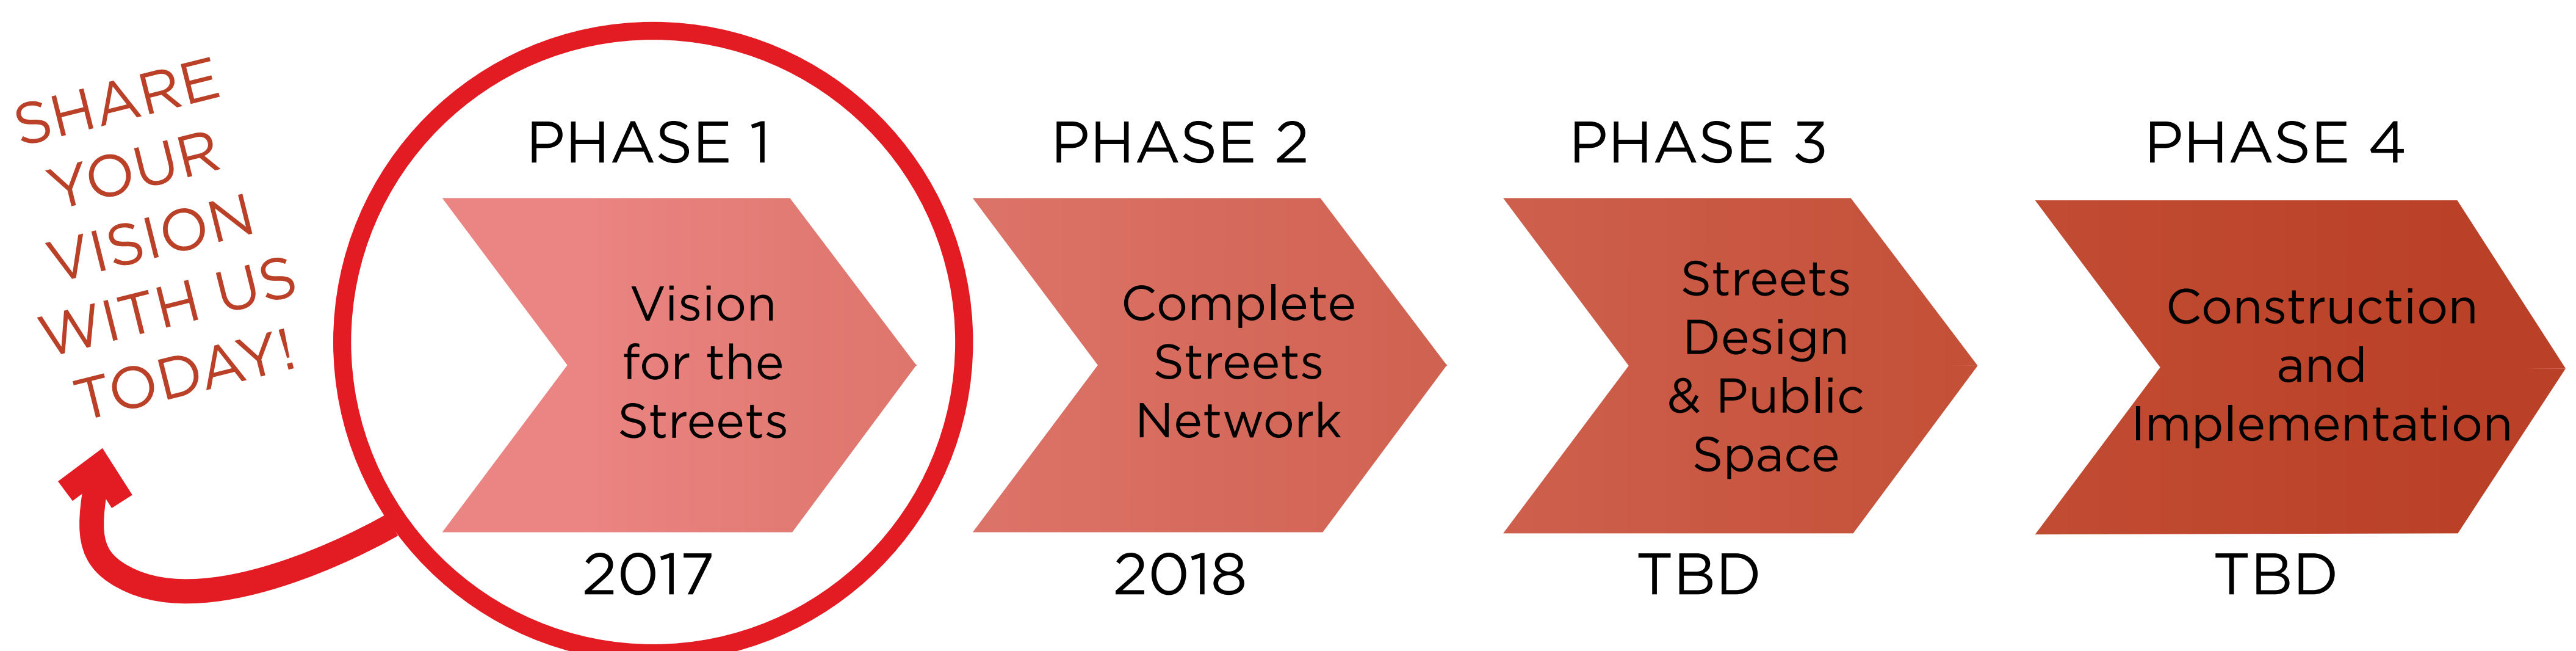 SHARE
YOUR
VISION
WITH US
TODAY!
PHASE 1
Vision
for the
Streets
2017
PHASE 2
Complete
Streets
Network
2018
PHASE 3
Streets
Design
& Public
Space
TBD
PHASE 4
Construction
and
Implementation
TBD